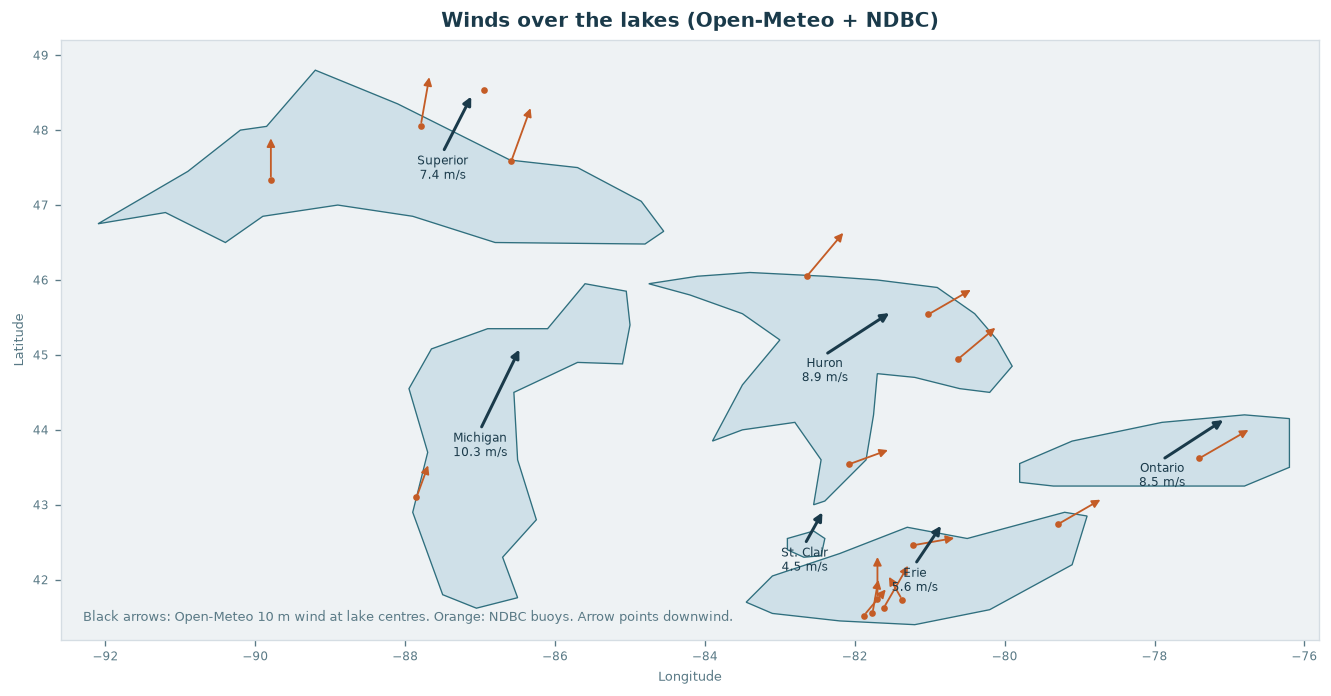 Winds over the lakes (Open-Meteo + NDBC)
49
48
47
46
45
44
43
42
Latitude
Superior
7.4 m/s
Huron
8.9 m/s
Michigan
10.3 m/s
Ontario
8.5 m/s
St. Clair
4.5 m/s
Erie
5.6 m/s
Black arrows: Open-Meteo 10 m wind at lake centres. Orange: NDBC buoys. Arrow points downwind.
−92 −90 −88 −86 −84 −82 −80 −78 −76
Longitude